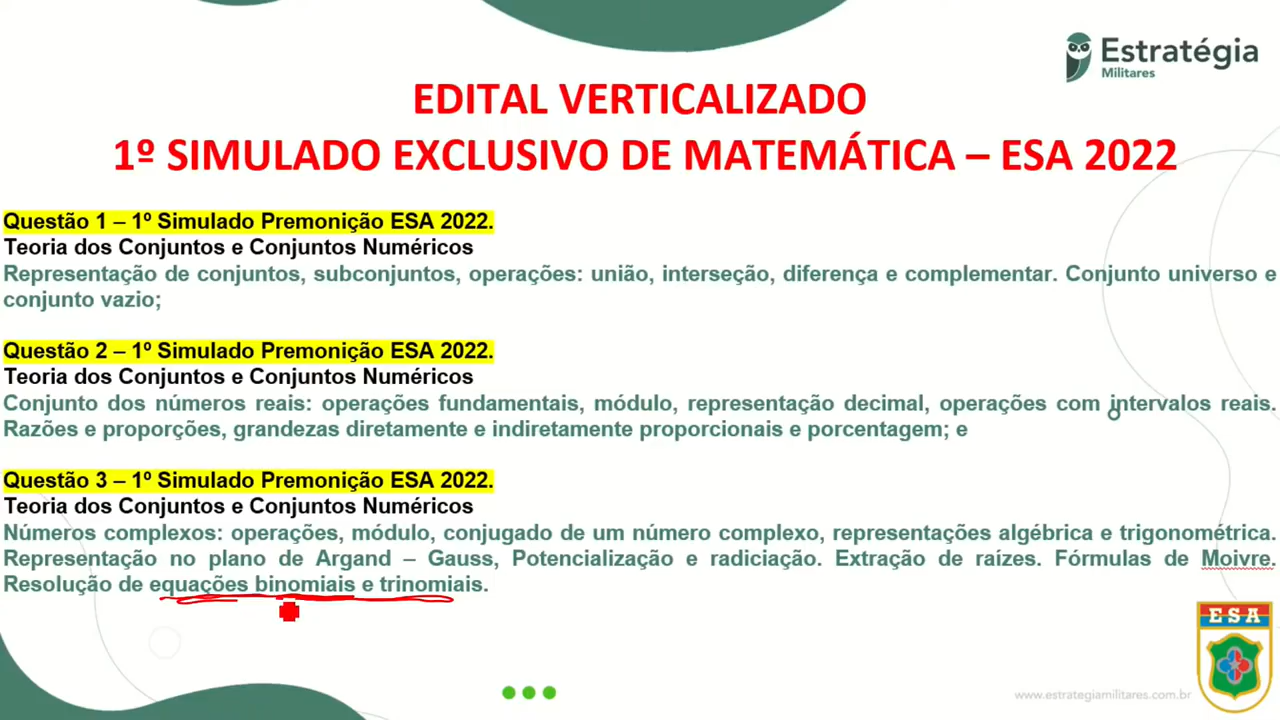 Estratégia
Militares
EDITAL VERTICALIZADO
1º SIMULADO EXCLUSIVO DE MATEMÁTICA – ESA 2022
Questão 1 – 1º Simulado Premonição ESA 2022.
Teoria dos Conjuntos e Conjuntos Numéricos
Representação de conjuntos, subconjuntos, operações: união, interseção, diferença e complementar. Conjunto universo e
conjunto vazio;
Questão 2 – 1º Simulado Premonição ESA 2022.
Teoria dos Conjuntos e Conjuntos Numéricos
Conjunto dos números reais: operações fundamentais, módulo, representação decimal, operações com intervalos reais.
Razões e proporções, grandezas diretamente e indiretamente proporcionais e porcentagem; e
Questão 3 – 1º Simulado Premonição ESA 2022.
Teoria dos Conjuntos e Conjuntos Numéricos
Números complexos: operações, módulo, conjugado de um número complexo, representações algébrica e trigonométrica.
Representação no plano de Argand – Gauss, Potencialização e radiciação. Extração de raízes. Fórmulas de Moivre.
Resolução de equações binomiais e trinomiais.
ESA
www.estrategiamilitares.com.br